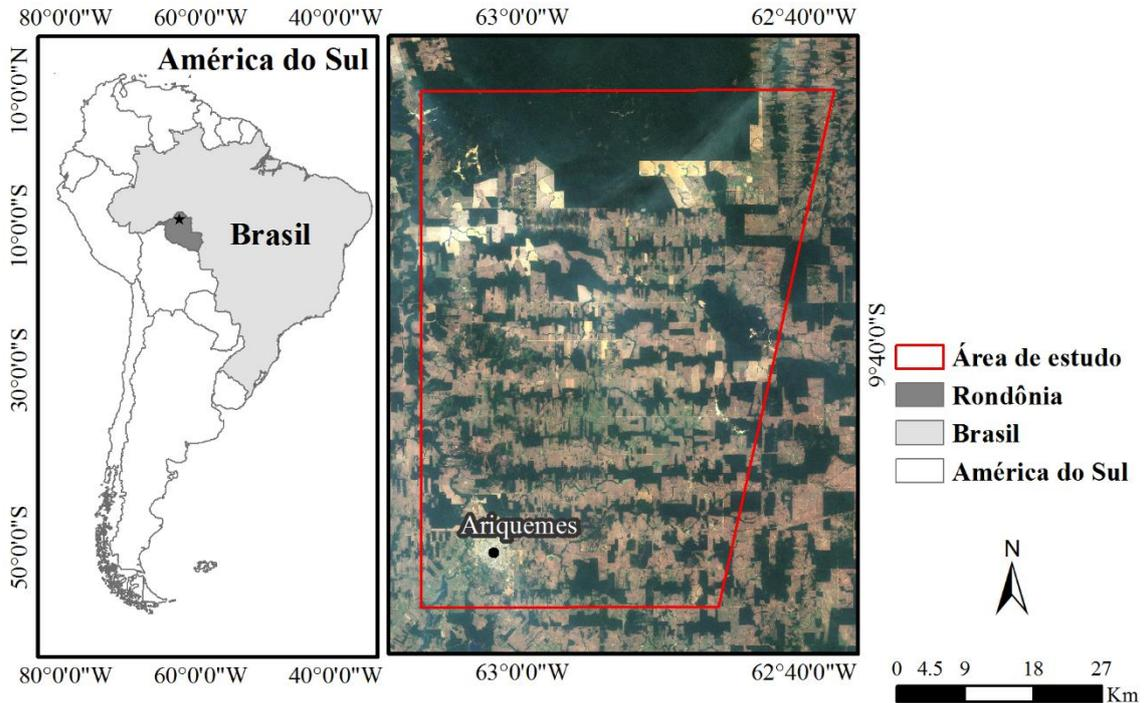 80°0'0"W 60°0'0"W 40°0'0"W
63°0'0"W 62°40'0"W
América do Sul
10°0'0"N
10°0'0"S
30°0'0"S
50°0'0"S
Brasil
Ariquemes
9°40'0"S
Área de estudo
Rondônia
Brasil
América do Sul
N
0 4.5 9 18 27
Km
80°0'0"W 60°0'0"W 40°0'0"W
63°0'0"W 62°40'0"W